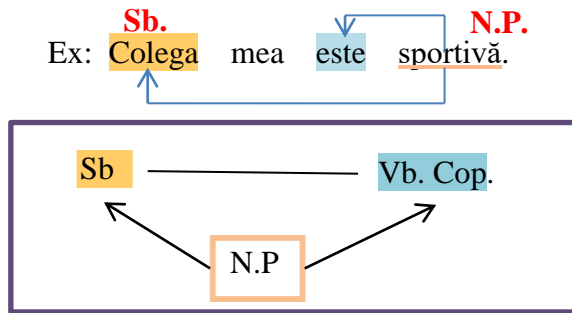 Sb. N.P.
Ex: Colega mea este sportivă.
Sb Vb. Cop.
N.P